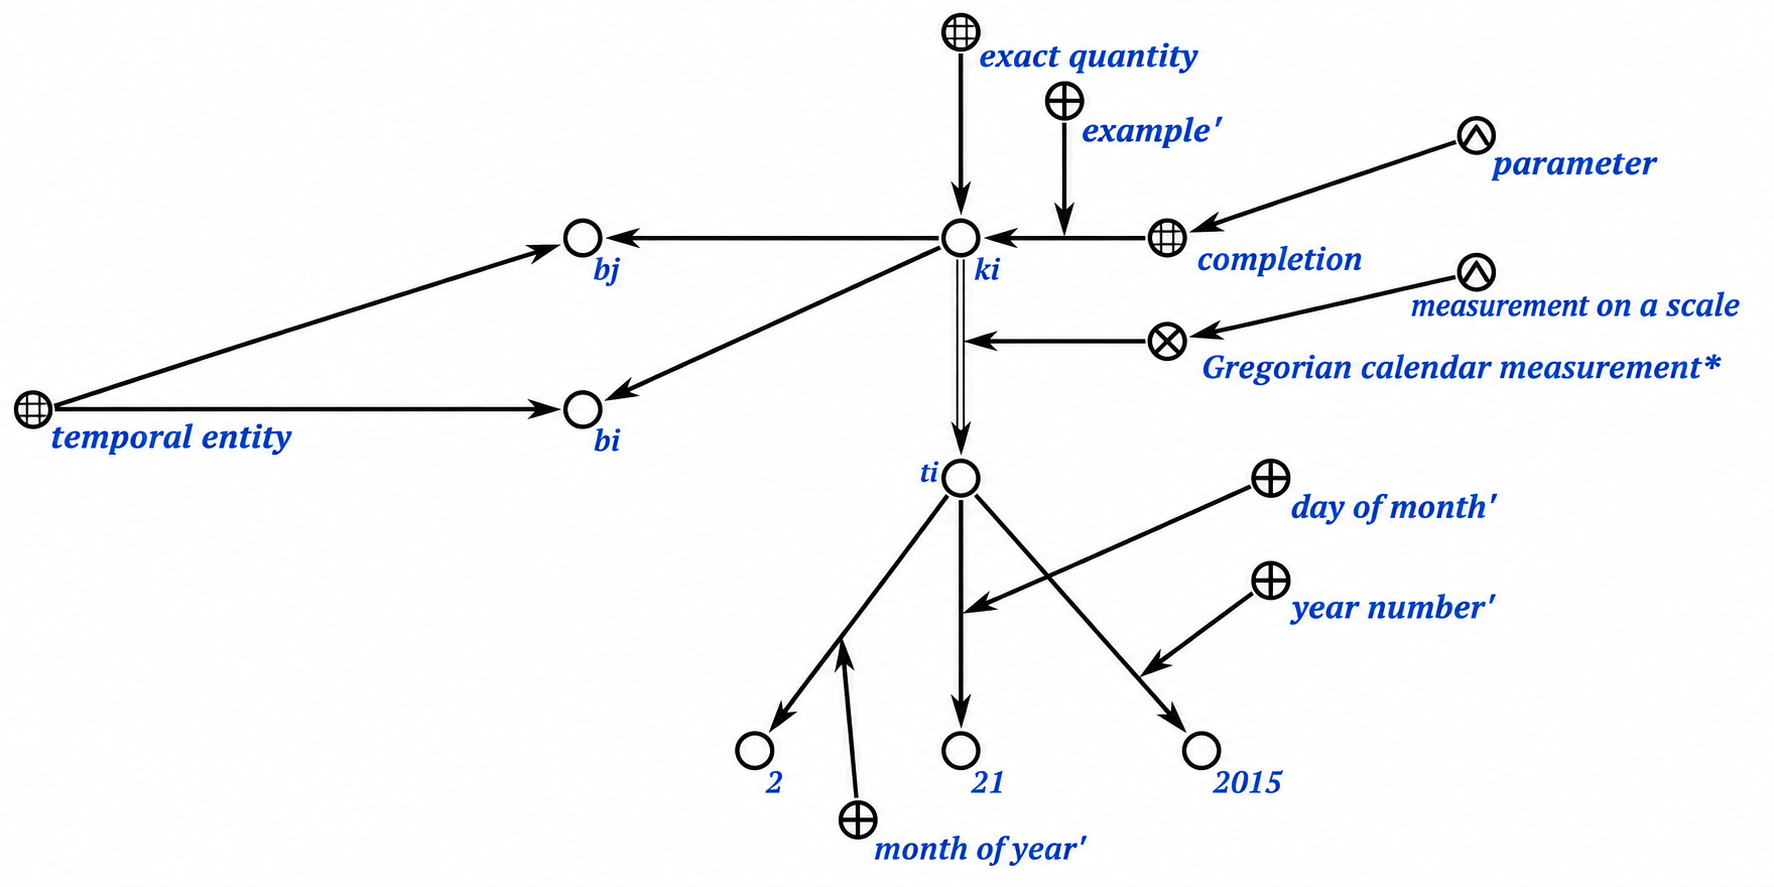 exact quantity
example'
parameter
completion
bj
ki
measurement on a scale
Gregorian calendar measurement*
temporal entity
bi
ti
day of month'
year number'
2
21
2015
month of year'